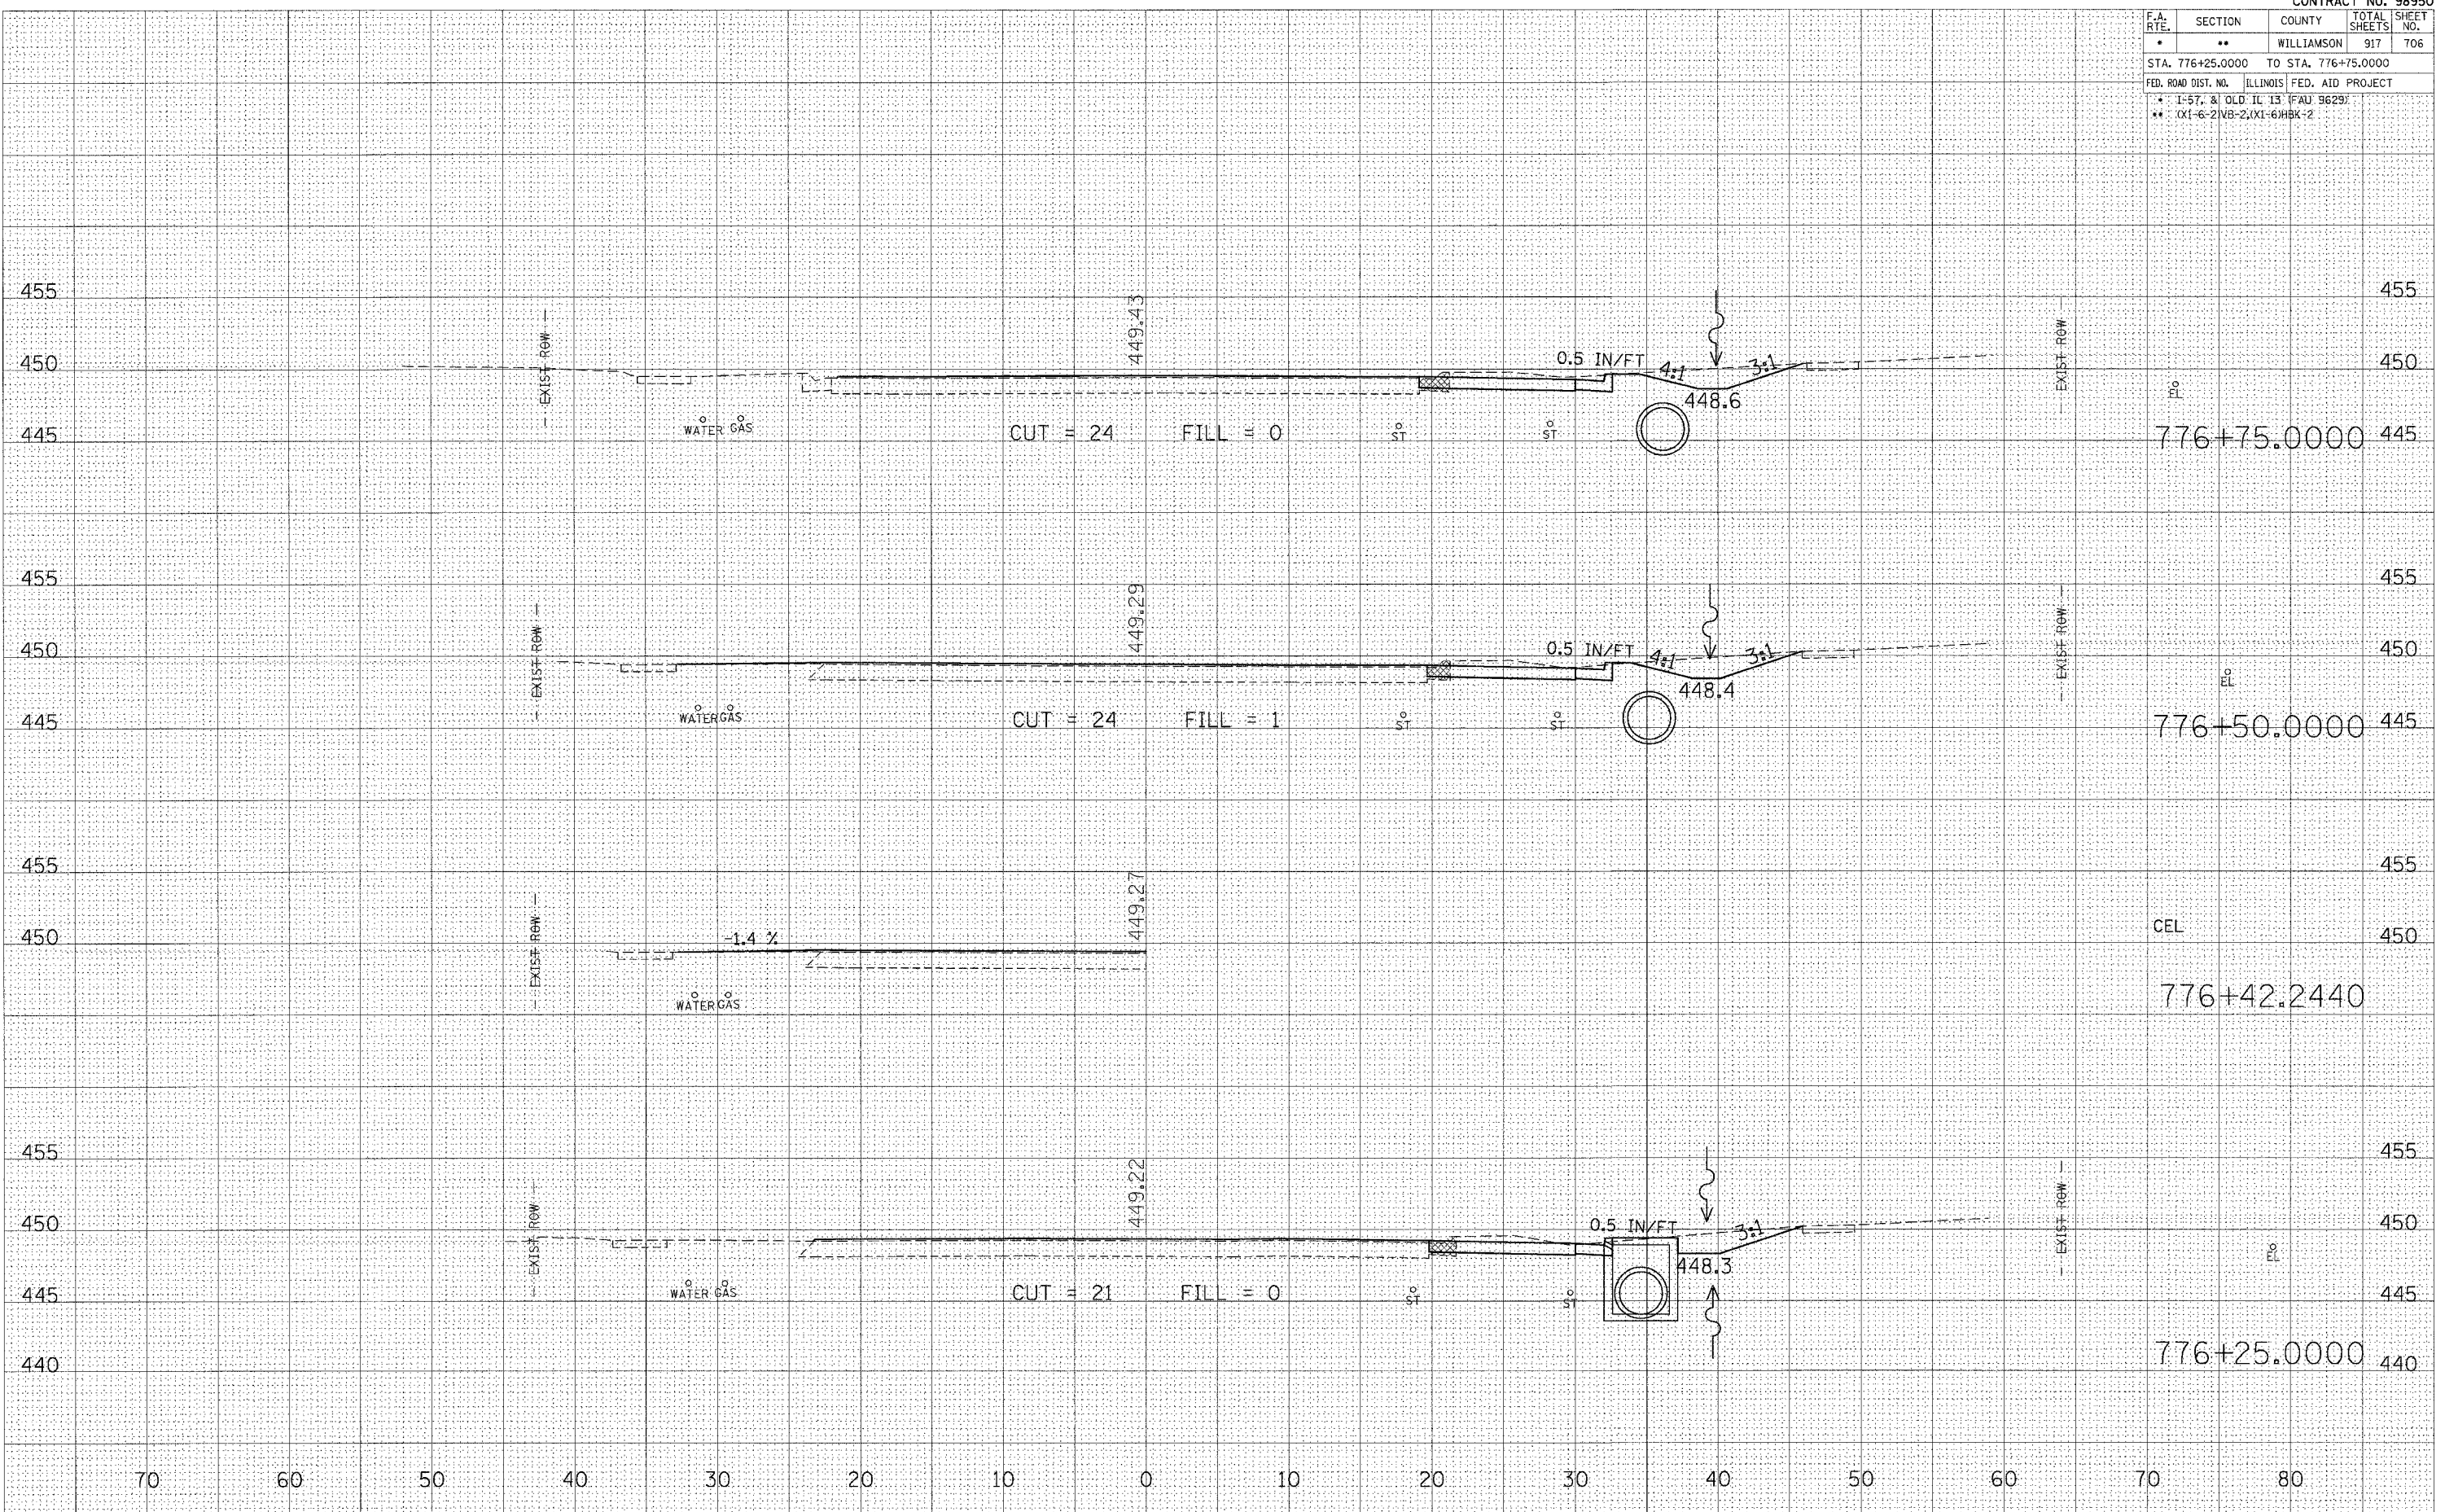 CONTRACT NO. 98950
F.A. RTE. SECTION COUNTY TOTAL SHEETS SHEET NO.
* ** WILLIAMSON 917 706
STA. 776+25.0000 TO STA. 776+75.0000
FED. ROAD DIST. NO. ILLINOIS FED. AID PROJECT
* I-57, & OLD IL 13 (FAU 9629)
** (X1-6-2)VB-2,(X1-6)HBK-2
455 449.43 455
450 EXIST ROW 0.5 IN/FT 4:1 3:1 EXIST ROW 450
448.6 EL
WATER GAS
445 CUT = 24 FILL = 0 ST ST 776+75.0000 445
455 449.29 455
450 EXIST ROW 0.5 IN/FT 4:1 3:1 EXIST ROW 450
448.4 EL
WATER GAS
445 CUT = 24 FILL = 1 ST ST 776+50.0000 445
455 449.27 455
CEL
450 EXIST ROW -1.4 % 450
WATER GAS 776+42.2440
455 449.22 455
450 EXIST ROW 0.5 IN/FT 3:1 EXIST ROW 450
448.3 EL
WATER GAS
445 CUT = 21 FILL = 0 ST ST 445
440 776+25.0000 440
70 60 50 40 30 20 10 0 10 20 30 40 50 60 70 80